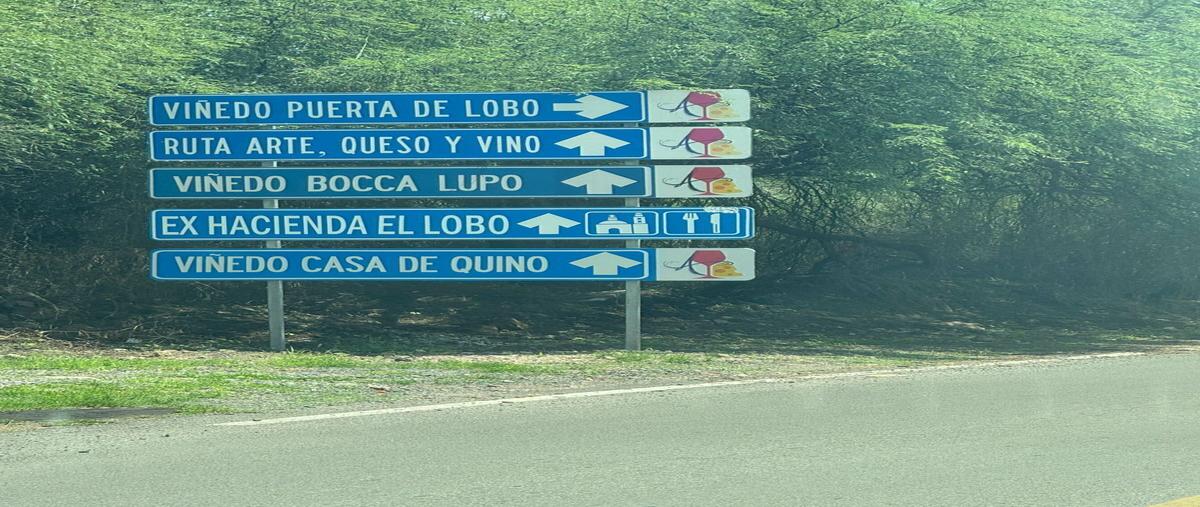 VIÑEDO PUERTA DE LOBO
RUTA ARTE, QUESO Y VINO
VIÑEDO BOCCA LUPO
EX HACIENDA EL LOBO
VIÑEDO CASA DE QUINO